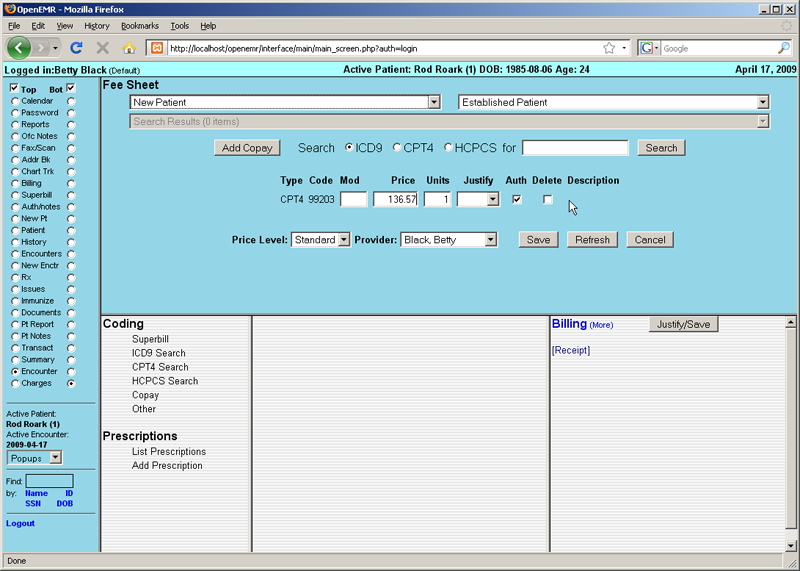 OpenEMR - Mozilla Firefox
File Edit View History Bookmarks Tools Help
http://localhost/openemr/interface/main/main_screen.php?auth=login
G Google
Logged in:Betty Black (Default)
Active Patient: Rod Roark (1) DOB: 1985-08-06 Age: 24
April 17, 2009
Top Bot
Calendar
Password
Reports
Ofc Notes
Fax/Scan
Addr Bk
Chart Trk
Billing
Superbill
Auth/notes
New Pt
Patient
History
Encounters
New Enctr
Rx
Issues
Immunize
Documents
Pt Report
Pt Notes
Transact
Summary
Encounter
Charges
Active Patient:
Rod Roark (1)
Active Encounter:
2009-04-17
Popups
Find:
by: Name ID
SSN DOB
Logout
Fee Sheet
New Patient Established Patient
Search Results (0 items)
Add Copay Search ICD9 CPT4 HCPCS for Search
Type Code Mod Price Units Justify Auth Delete Description
CPT4 99203 136.57 1
Price Level: Standard Provider: Black, Betty Save Refresh Cancel
Coding
Superbill
ICD9 Search
CPT4 Search
HCPCS Search
Copay
Other
Prescriptions
List Prescriptions
Add Prescription
Billing (More) Justify/Save
[Receipt]
Done